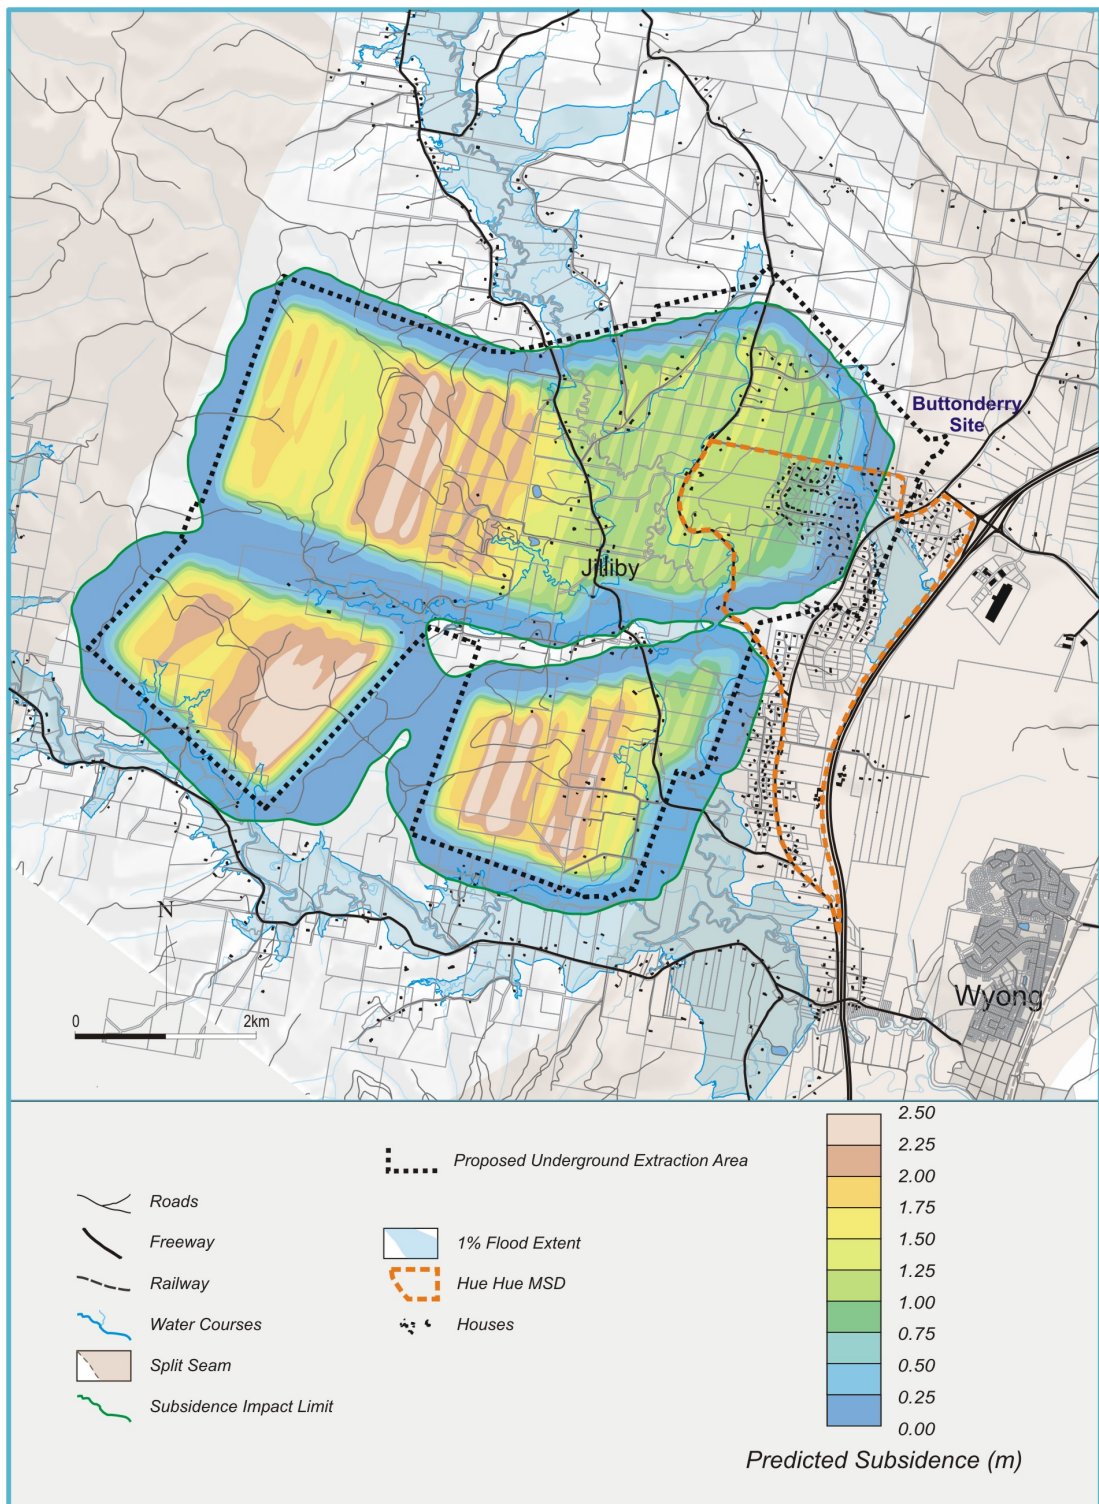 Buttonderry
Site
Jilliby
N
0 2km
Wyong
Proposed Underground Extraction Area
Roads
Freeway
Railway
Water Courses
Split Seam
Subsidence Impact Limit
1% Flood Extent
Hue Hue MSD
Houses
2.50
2.25
2.00
1.75
1.50
1.25
1.00
0.75
0.50
0.25
0.00
Predicted Subsidence (m)